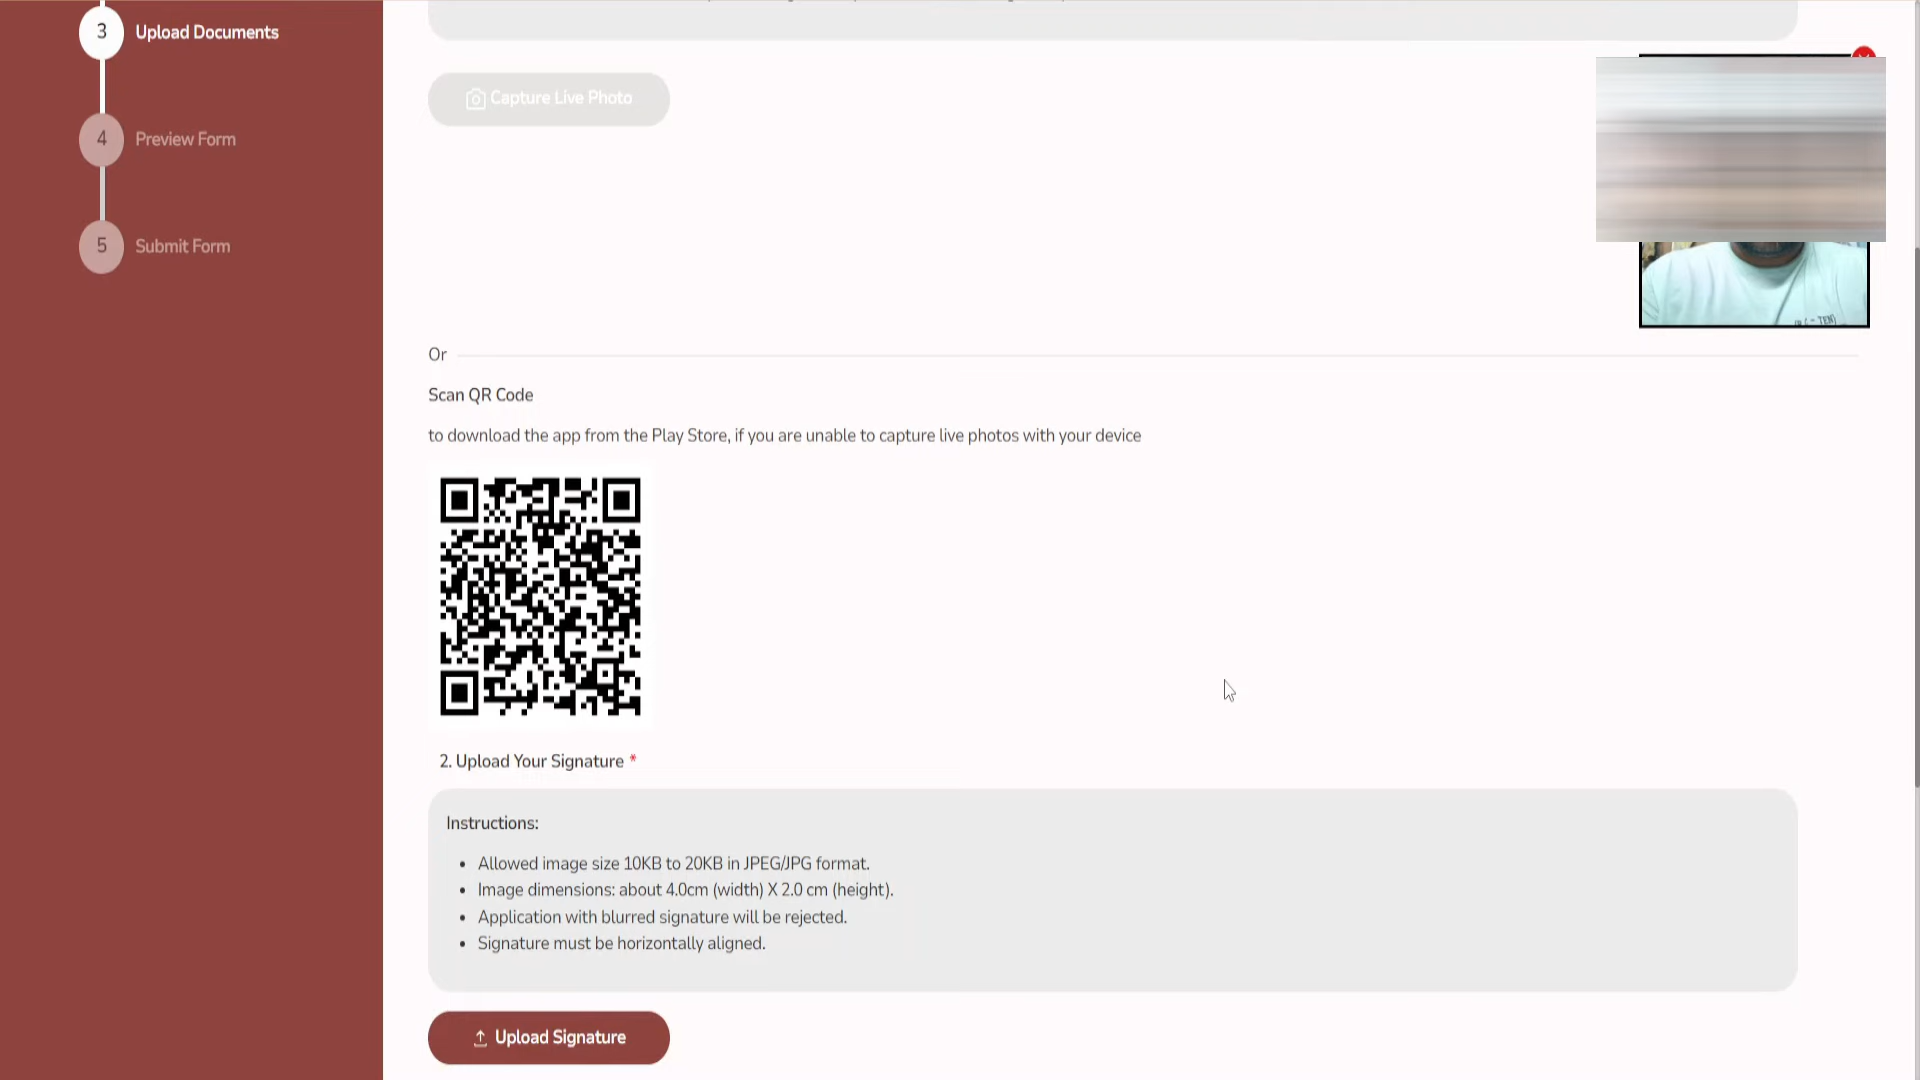 3 Upload Documents
4 Preview Form
5 Submit Form
Capture Live Photo
Or
Scan QR Code
to download the app from the Play Store, if you are unable to capture live photos with your device
2. Upload Your Signature *
Instructions:
• Allowed image size 10KB to 20KB in JPEG/JPG format.
• Image dimensions: about 4.0cm (width) X 2.0 cm (height).
• Application with blurred signature will be rejected.
• Signature must be horizontally aligned.
Upload Signature